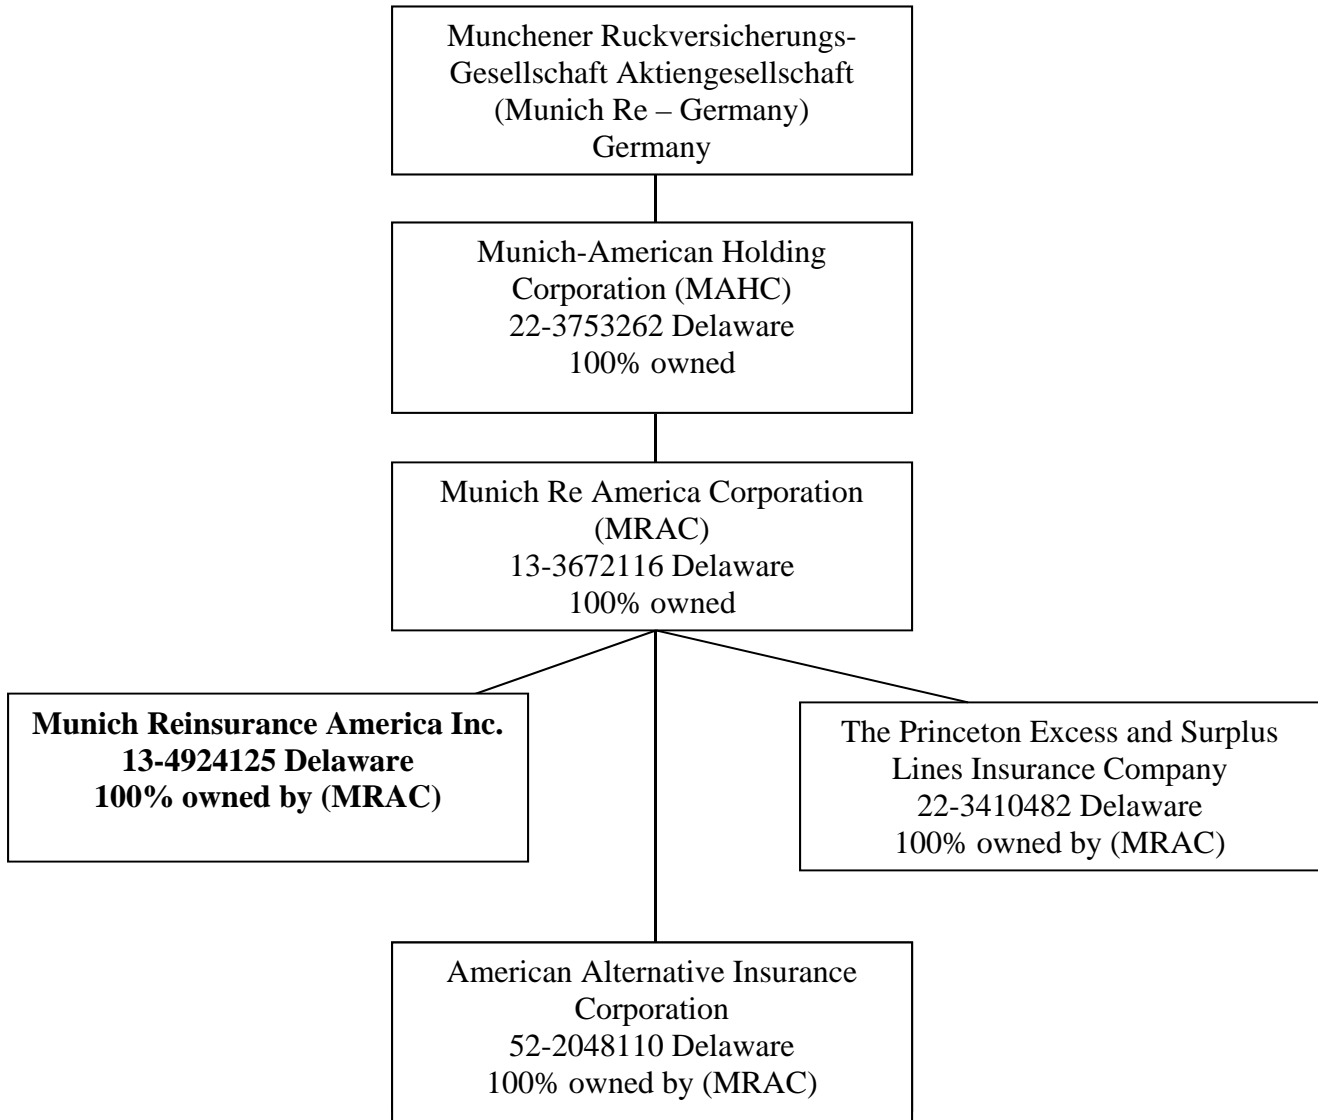 Munchener Ruckversicherungs-
Gesellschaft Aktiengesellschaft
(Munich Re – Germany)
Germany
Munich-American Holding
Corporation (MAHC)
22-3753262 Delaware
100% owned
Munich Re America Corporation
(MRAC)
13-3672116 Delaware
100% owned
Munich Reinsurance America Inc.
13-4924125 Delaware
100% owned by (MRAC)
The Princeton Excess and Surplus
Lines Insurance Company
22-3410482 Delaware
100% owned by (MRAC)
American Alternative Insurance
Corporation
52-2048110 Delaware
100% owned by (MRAC)